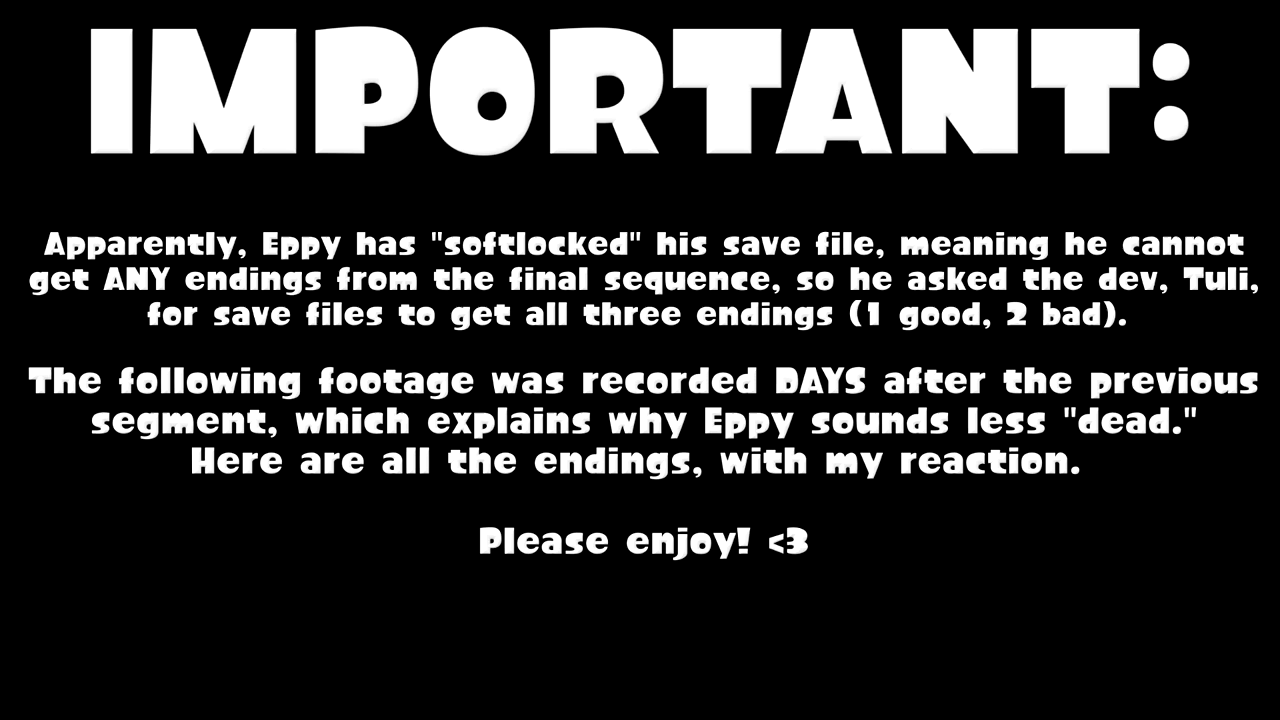 IMPORTANT:
Apparently, Eppy has "softlocked" his save file, meaning he cannot
get ANY endings from the final sequence, so he asked the dev, Tuli,
for save files to get all three endings (1 good, 2 bad).
The following footage was recorded DAYS after the previous
segment, which explains why Eppy sounds less "dead."
Here are all the endings, with my reaction.
Please enjoy! <3